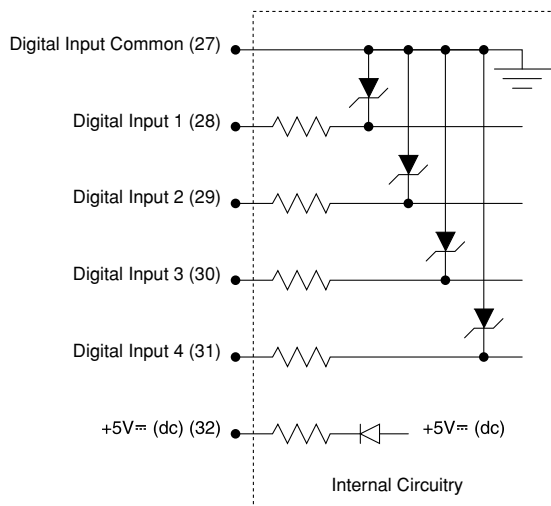 Digital Input Common (27)
Digital Input 1 (28)
Digital Input 2 (29)
Digital Input 3 (30)
Digital Input 4 (31)
+5V⎓ (dc) (32)
+5V⎓ (dc)
Internal Circuitry